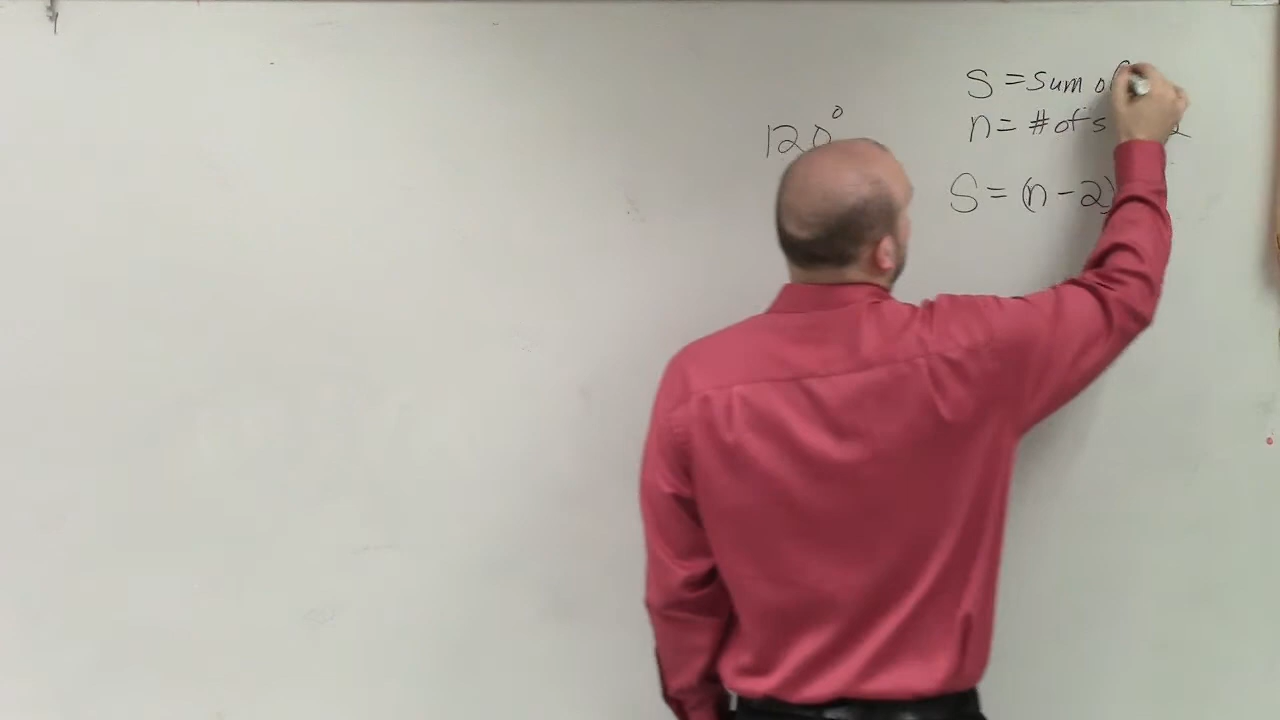 S = Sum of
n = # of
120°
S = (n - 2)